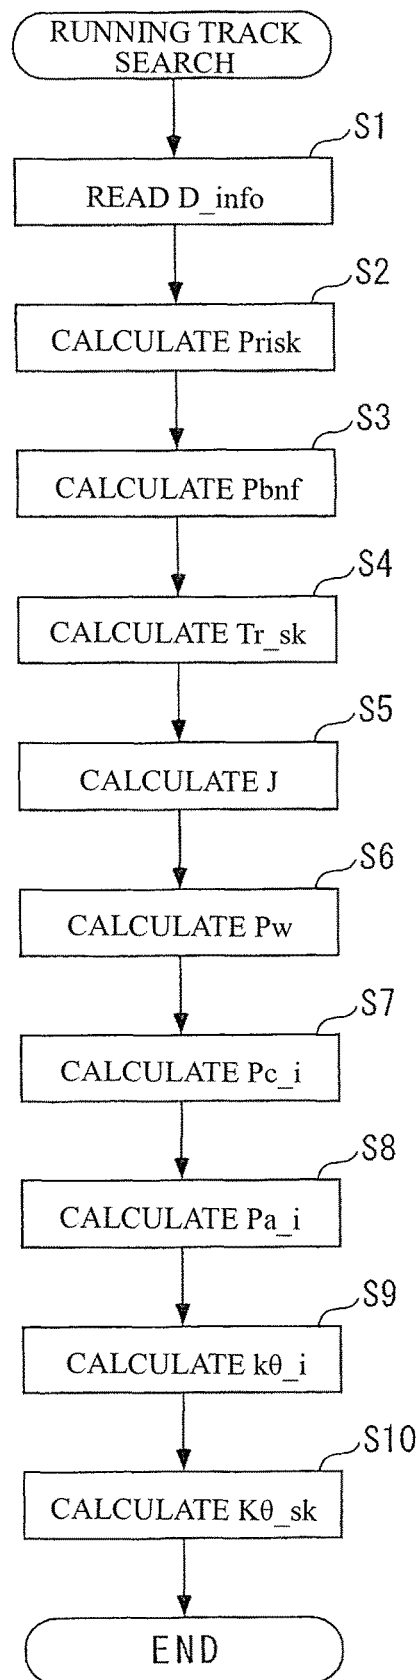 RUNNING TRACK
SEARCH
S1
READ D_info
S2
CALCULATE Prisk
S3
CALCULATE Pbnf
S4
CALCULATE Tr_sk
S5
CALCULATE J
S6
CALCULATE Pw
S7
CALCULATE Pc_i
S8
CALCULATE Pa_i
S9
CALCULATE kθ_i
S10
CALCULATE Kθ_sk
END